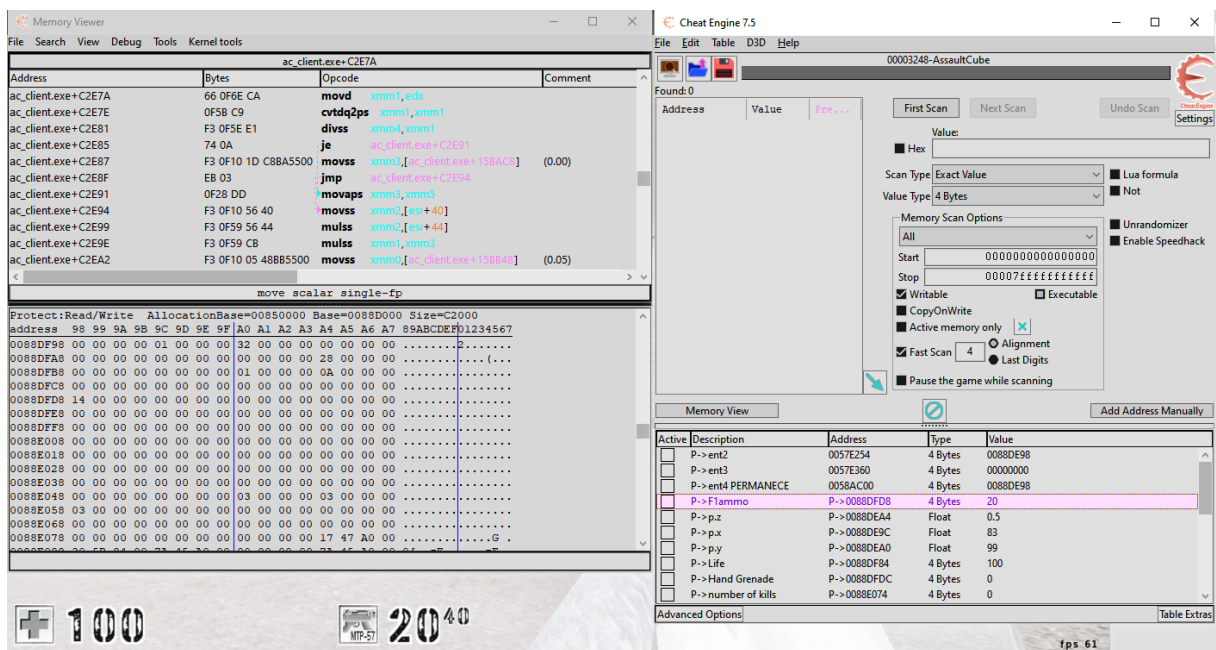 Memory Viewer
File Search View Debug Tools Kernel tools
ac_client.exe+C2E7A
Address Bytes Opcode Comment
ac_client.exe+C2E7A 66 0F6E CA movd xmm1,edx
ac_client.exe+C2E7E 0F5B C9 cvtdq2ps xmm1,xmm1
ac_client.exe+C2E81 F3 0F5E E1 divss xmm4,xmm1
ac_client.exe+C2E85 74 0A je ac_client.exe+C2E91
ac_client.exe+C2E87 F3 0F10 1D C8BA5500 movss xmm3,[ac_client.exe+15BAC8] (0.00)
ac_client.exe+C2E8F EB 03 jmp ac_client.exe+C2E94
ac_client.exe+C2E91 0F28 DD movaps xmm3,xmm5
ac_client.exe+C2E94 F3 0F10 56 40 movss xmm2,[esi+40]
ac_client.exe+C2E99 F3 0F59 56 44 mulss xmm2,[esi+44]
ac_client.exe+C2E9E F3 0F59 CB mulss xmm1,xmm3
ac_client.exe+C2EA2 F3 0F10 05 48BB5500 movss xmm0,[ac_client.exe+15BB48] (0.05)
move scalar single-fp
Protect:Read/Write AllocationBase=00850000 Base=0088D000 Size=C2000
address 98 99 9A 9B 9C 9D 9E 9F A0 A1 A2 A3 A4 A5 A6 A7 89ABCDEF01234567
0088DF98 00 00 00 00 01 00 00 00 32 00 00 00 00 00 00 00 ........2.......
0088DFA8 00 00 00 00 00 00 00 00 00 00 00 00 28 00 00 00 ............(...
0088DFB8 00 00 00 00 00 00 00 00 01 00 00 00 0A 00 00 00 ................
0088DFC8 00 00 00 00 00 00 00 00 00 00 00 00 00 00 00 00 ................
0088DFD8 14 00 00 00 00 00 00 00 00 00 00 00 00 00 00 00 ................
0088DFE8 00 00 00 00 00 00 00 00 00 00 00 00 00 00 00 00 ................
0088DFF8 00 00 00 00 00 00 00 00 00 00 00 00 00 00 00 00 ................
0088E008 00 00 00 00 00 00 00 00 00 00 00 00 00 00 00 00 ................
0088E018 00 00 00 00 00 00 00 00 00 00 00 00 00 00 00 00 ................
0088E028 00 00 00 00 00 00 00 00 00 00 00 00 00 00 00 00 ................
0088E038 00 00 00 00 00 00 00 00 00 00 00 00 00 00 00 00 ................
0088E048 00 00 00 00 00 00 00 00 03 00 00 00 03 00 00 00 ................
0088E058 03 00 00 00 00 00 00 00 00 00 00 00 00 00 00 00 ................
0088E068 00 00 00 00 00 00 00 00 00 00 00 00 00 00 00 00 ................
0088E078 00 00 00 00 00 00 00 00 00 00 00 00 17 47 A0 00 .............G .
100
MTP-57
20 40
Cheat Engine 7.5
File Edit Table D3D Help
00003248-AssaultCube
Found:0
Address Value Pre...
First Scan Next Scan Undo Scan
Cheat Engine
Settings
Value:
Hex
Scan Type Exact Value
Lua formula
Value Type 4 Bytes
Not
Memory Scan Options
All
Unrandomizer
Enable Speedhack
Start 0000000000000000
Stop 00007fffffffffff
Writable Executable
CopyOnWrite
Active memory only
Fast Scan 4 Alignment
Last Digits
Pause the game while scanning
Memory View Add Address Manually
Active Description Address Type Value
P->ent2 0057E254 4 Bytes 0088DE98
P->ent3 0057E360 4 Bytes 00000000
P->ent4 PERMANECE 0058AC00 4 Bytes 0088DE98
P->F1ammo P->0088DFD8 4 Bytes 20
P->p.z P->0088DEA4 Float 0.5
P->p.x P->0088DE9C Float 83
P->p.y P->0088DEA0 Float 99
P->Life P->0088DF84 4 Bytes 100
P->Hand Grenade P->0088DFDC 4 Bytes 0
P->number of kills P->0088E074 4 Bytes 0
Advanced Options Table Extras
fps 61